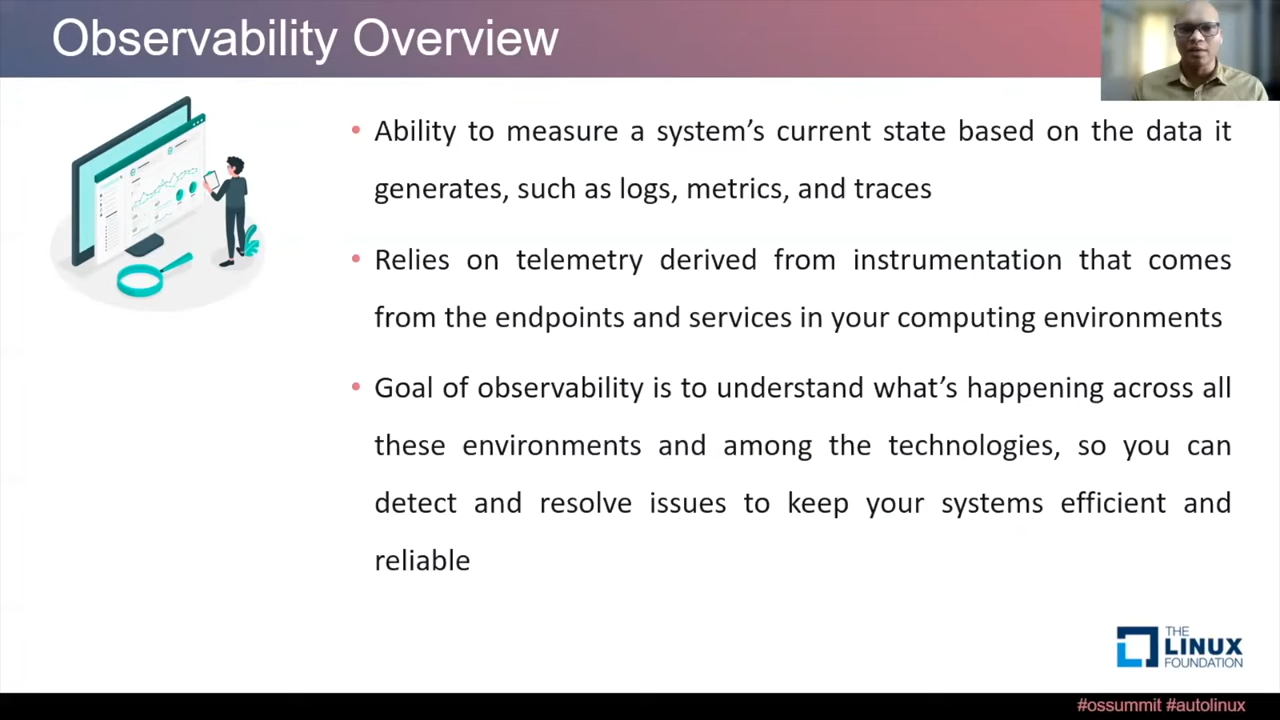 Observability Overview
• Ability to measure a system's current state based on the data it
generates, such as logs, metrics, and traces
• Relies on telemetry derived from instrumentation that comes
from the endpoints and services in your computing environments
• Goal of observability is to understand what's happening across all
these environments and among the technologies, so you can
detect and resolve issues to keep your systems efficient and
reliable
THE
LINUX
FOUNDATION
#ossummit #autolinux